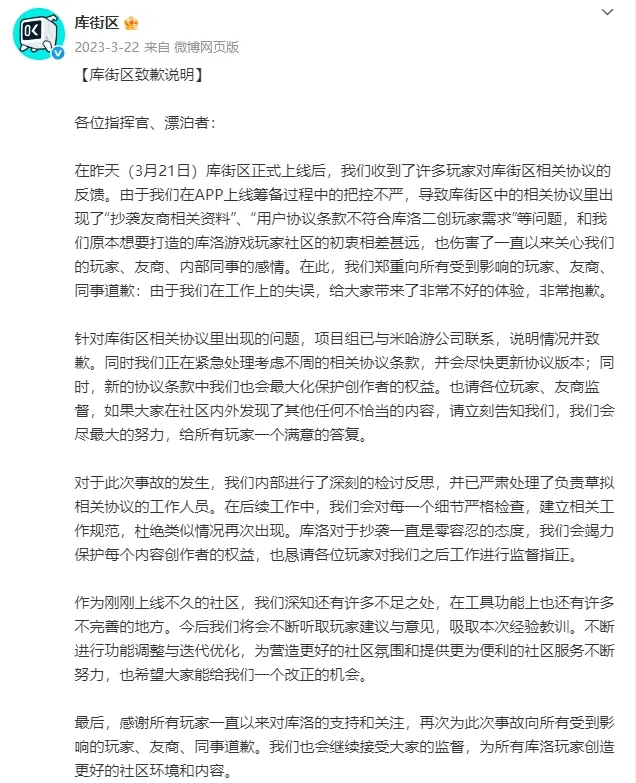 库街区
2023-3-22 来自 微博网页版
【库街区致歉说明】
各位指挥官、漂泊者：
在昨天（3月21日）库街区正式上线后，我们收到了许多玩家对库街区相关协议的
反馈。由于我们在APP上线筹备过程中的把控不严，导致库街区中的相关协议里出
现了“抄袭友商相关资料”、“用户协议条款不符合库洛二创玩家需求”等问题，和我
们原本想要打造的库洛游戏玩家社区的初衷相差甚远，也伤害了一直以来关心我们
的玩家、友商、内部同事的感情。在此，我们郑重向所有受到影响的玩家、友商、
同事道歉：由于我们在工作上的失误，给大家带来了非常不好的体验，非常抱歉。
针对库街区相关协议里出现的问题，项目组已与米哈游公司联系，说明情况并致
歉。同时我们正在紧急处理考虑不周的相关协议条款，并会尽快更新协议版本；同
时，新的协议条款中我们也会最大化保护创作者的权益。也请各位玩家、友商监
督，如果大家在社区内外发现了其他任何不恰当的内容，请立刻告知我们，我们会
尽最大的努力，给所有玩家一个满意的答复。
对于此次事故的发生，我们内部进行了深刻的检讨反思，并已严肃处理了负责草拟
相关协议的工作人员。在后续工作中，我们会对每一个细节严格检查，建立相关工
作规范，杜绝类似情况再次出现。库洛对于抄袭一直是零容忍的态度，我们会竭力
保护每个内容创作者的权益，也恳请各位玩家对我们之后工作进行监督指正。
作为刚刚上线不久的社区，我们深知还有许多不足之处，在工具功能上也还有许多
不完善的地方。今后我们将会不断听取玩家建议与意见，吸取本次经验教训。不断
进行功能调整与迭代优化，为营造更好的社区氛围和提供更为便利的社区服务不断
努力，也希望大家能给我们一个改正的机会。
最后，感谢所有玩家一直以来对库洛的支持和关注，再次为此次事故向所有受到影
响的玩家、友商、同事道歉。我们也会继续接受大家的监督，为所有库洛玩家创造
更好的社区环境和内容。